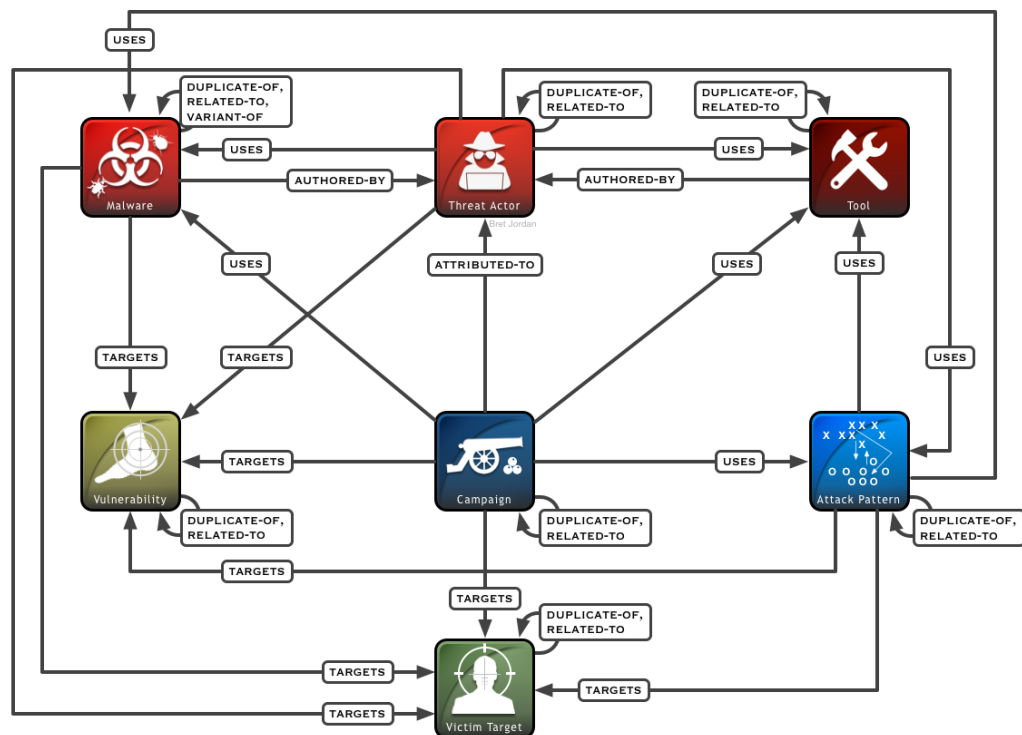 USES
DUPLICATE-OF,
RELATED-TO,
VARIANT-OF
DUPLICATE-OF,
RELATED-TO
DUPLICATE-OF,
RELATED-TO
USES
USES
AUTHORED-BY
AUTHORED-BY
Malware
Threat Actor
Tool
Bret Jordan
USES
ATTRIBUTED-TO
USES
USES
TARGETS
TARGETS
USES
X X X
X X X X
X
O
O O O O O
O O O
TARGETS
USES
Vulnerability
Campaign
Attack Pattern
DUPLICATE-OF,
RELATED-TO
DUPLICATE-OF,
RELATED-TO
DUPLICATE-OF,
RELATED-TO
TARGETS
TARGETS
DUPLICATE-OF,
RELATED-TO
TARGETS
TARGETS
TARGETS
Victim Target